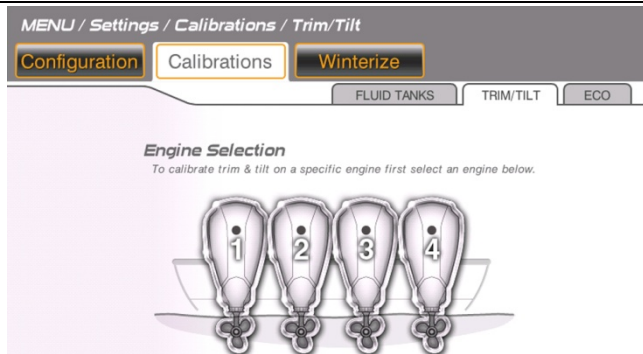 MENU / Settings / Calibrations / Trim/Tilt
Configuration Calibrations Winterize
FLUID TANKS TRIM/TILT ECO
Engine Selection
To calibrate trim & tilt on a specific engine first select an engine below.
1 2 3 4